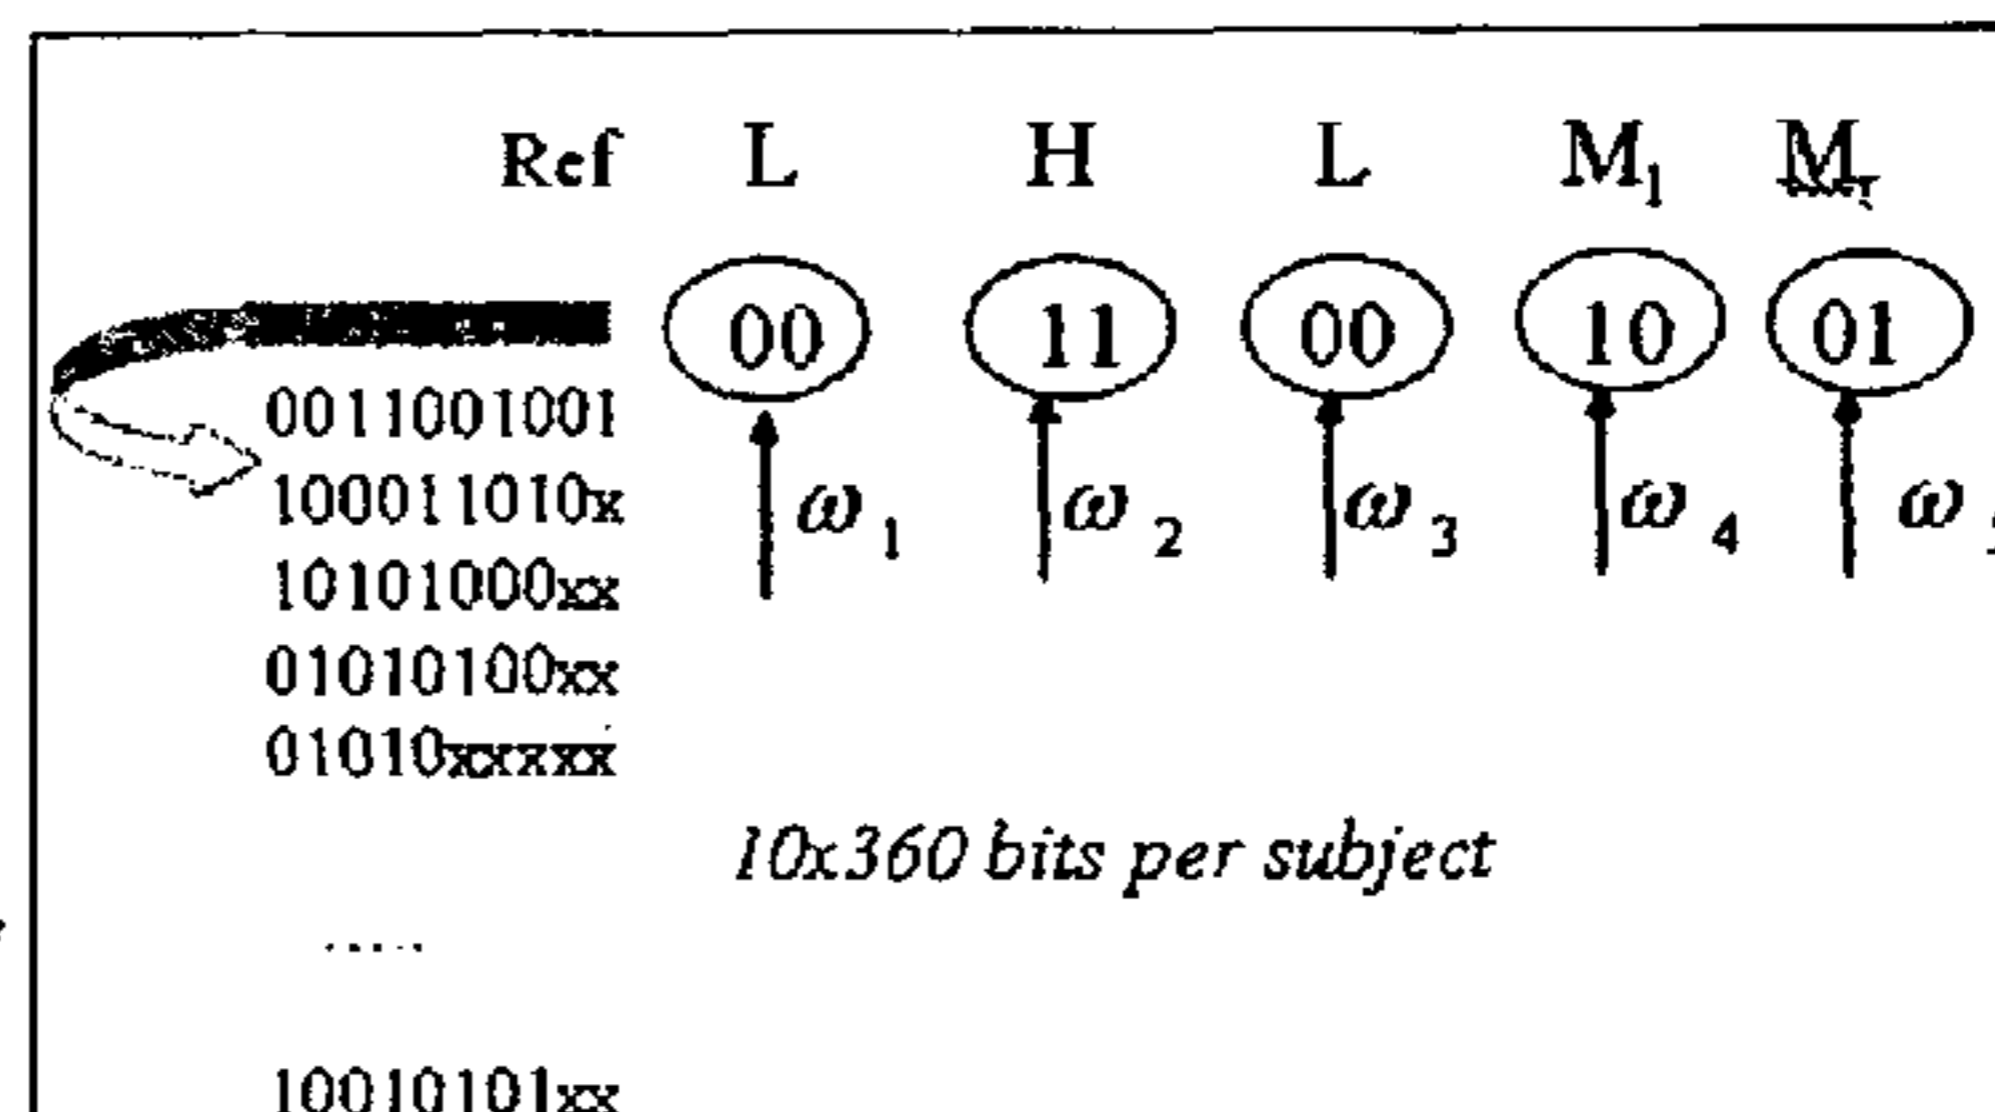 Ref L H L M₁ Mᵣ
00 11 00 10 01
0011001001
100011010x
10101000xx
01010100xx
01010xxxxx
ω₁ ω₂ ω₃ ω₄ ω
10x360 bits per subject
.....
10010101xx